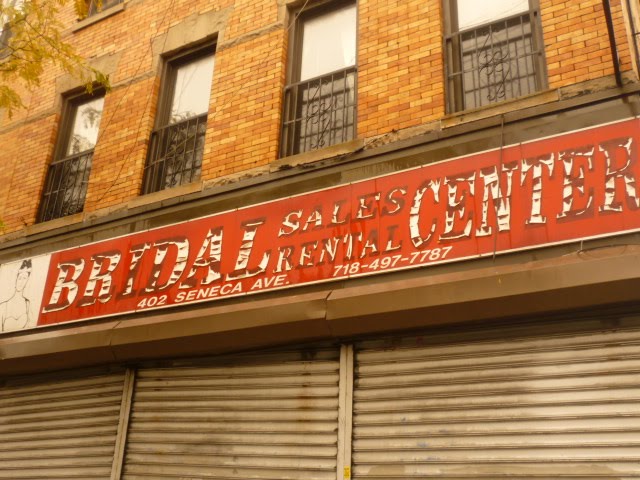 BRIDAL SALES CENTER
RENTAL
402 SENECA AVE. 718-497-7787